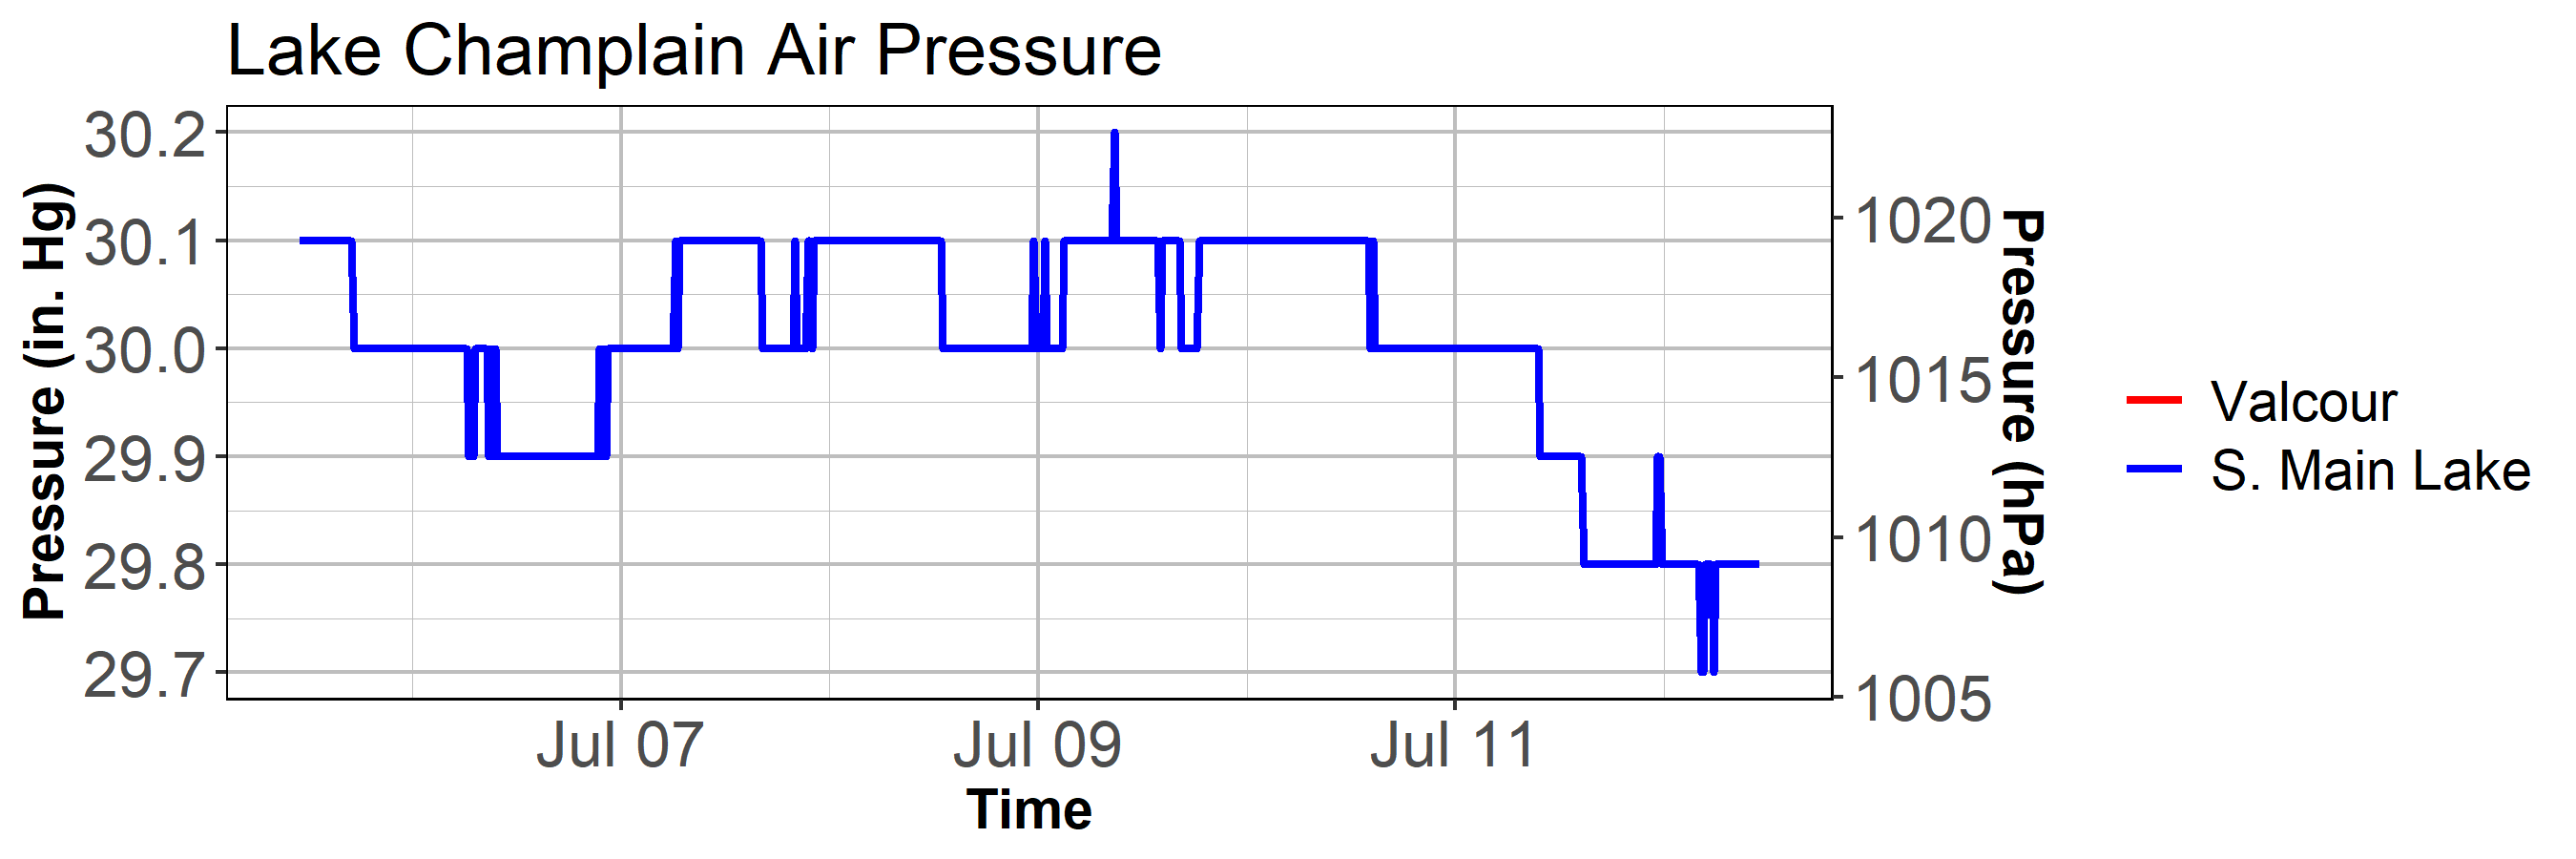 Lake Champlain Air Pressure
Pressure (in. Hg)
30.2
30.1
30.0
29.9
29.8
29.7
1020
1015
1010
1005
Pressure (hPa)
Jul 07
Jul 09
Jul 11
Time
Valcour
S. Main Lake